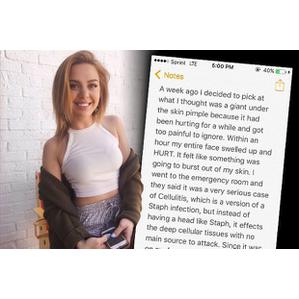 Sprint LTE 5:00 PM 40%
Notes
A week ago I decided to pick at
what I thought was a giant under
the skin pimple because it had
been hurting for a while and got
too painful to ignore. Within an
hour my entire face swelled up and
HURT. It felt like something was
going to burst out of my skin. I
went to the emergency room and
they said it was a very serious case
of Cellulitis, which is a version of a
Staph infection, but instead of
having a head like Staph, it effects
the deep cellular tissues with no
main source to attack. Since it was